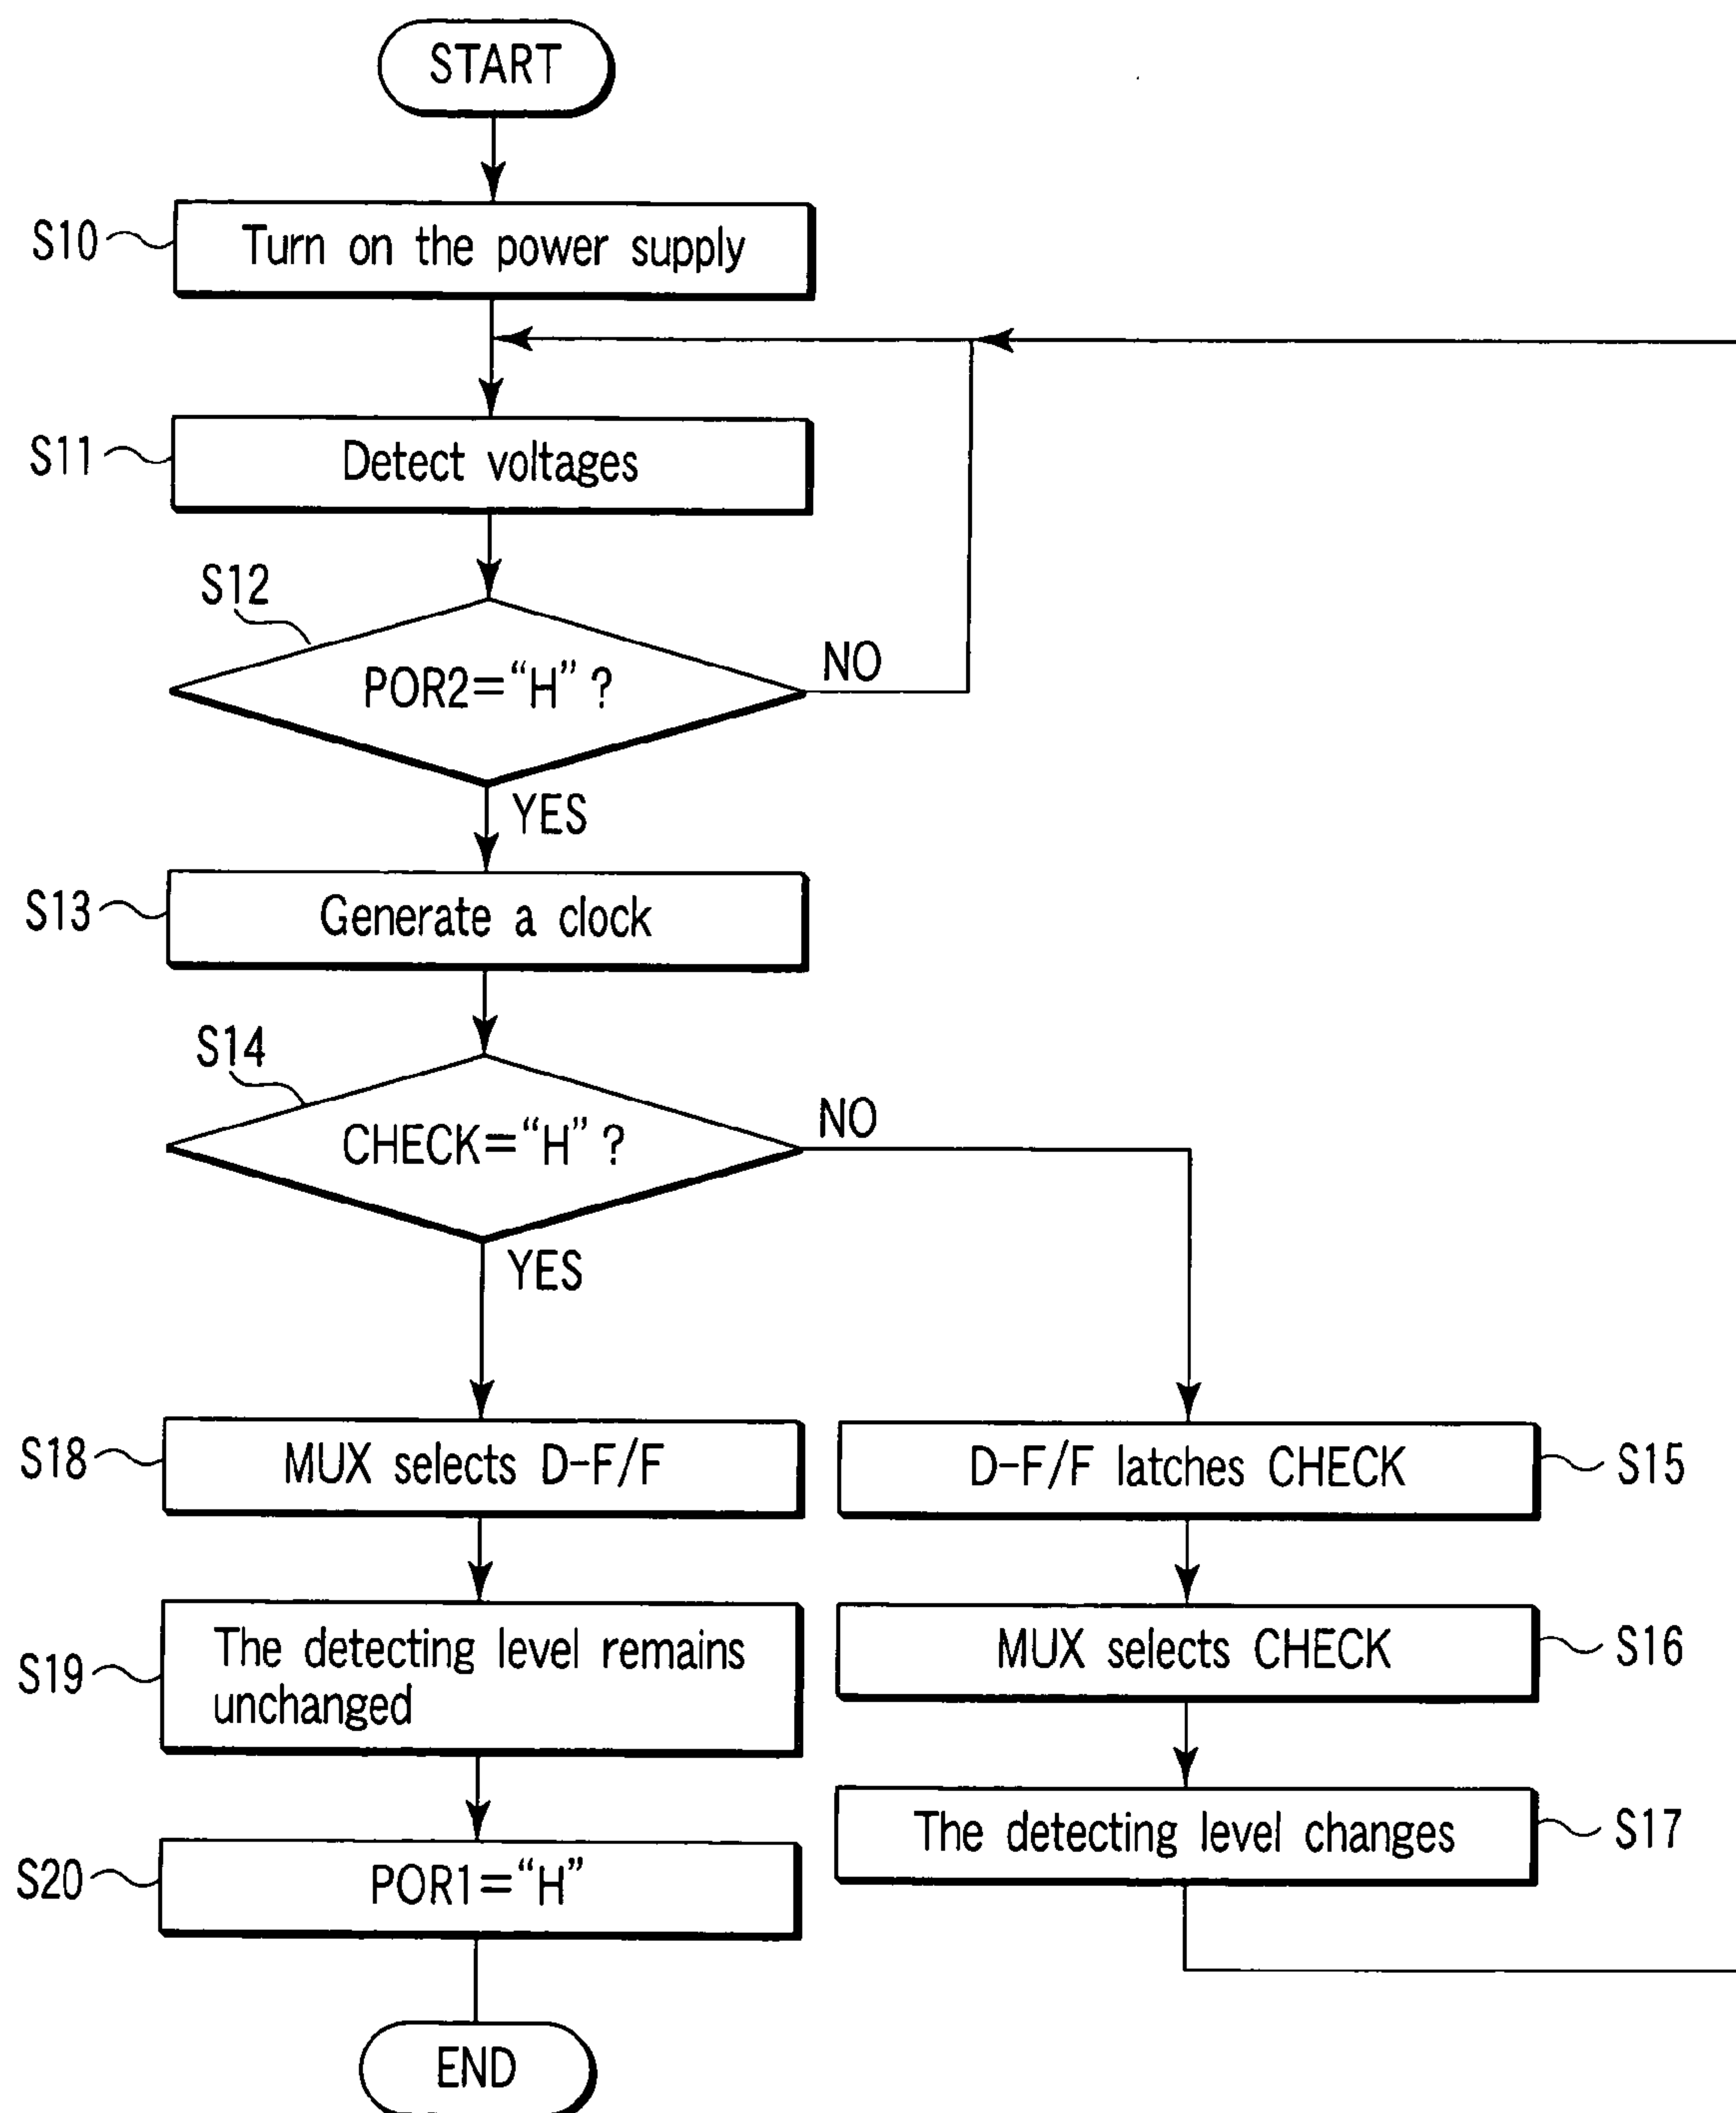 START
S10
Turn on the power supply
S11
Detect voltages
S12
POR2=“H”?
NO
YES
S13
Generate a clock
S14
CHECK=“H”?
NO
YES
S18
MUX selects D-F/F
D-F/F latches CHECK
S15
MUX selects CHECK
S16
S19
The detecting level remains
unchanged
The detecting level changes
S17
S20
POR1=“H”
END